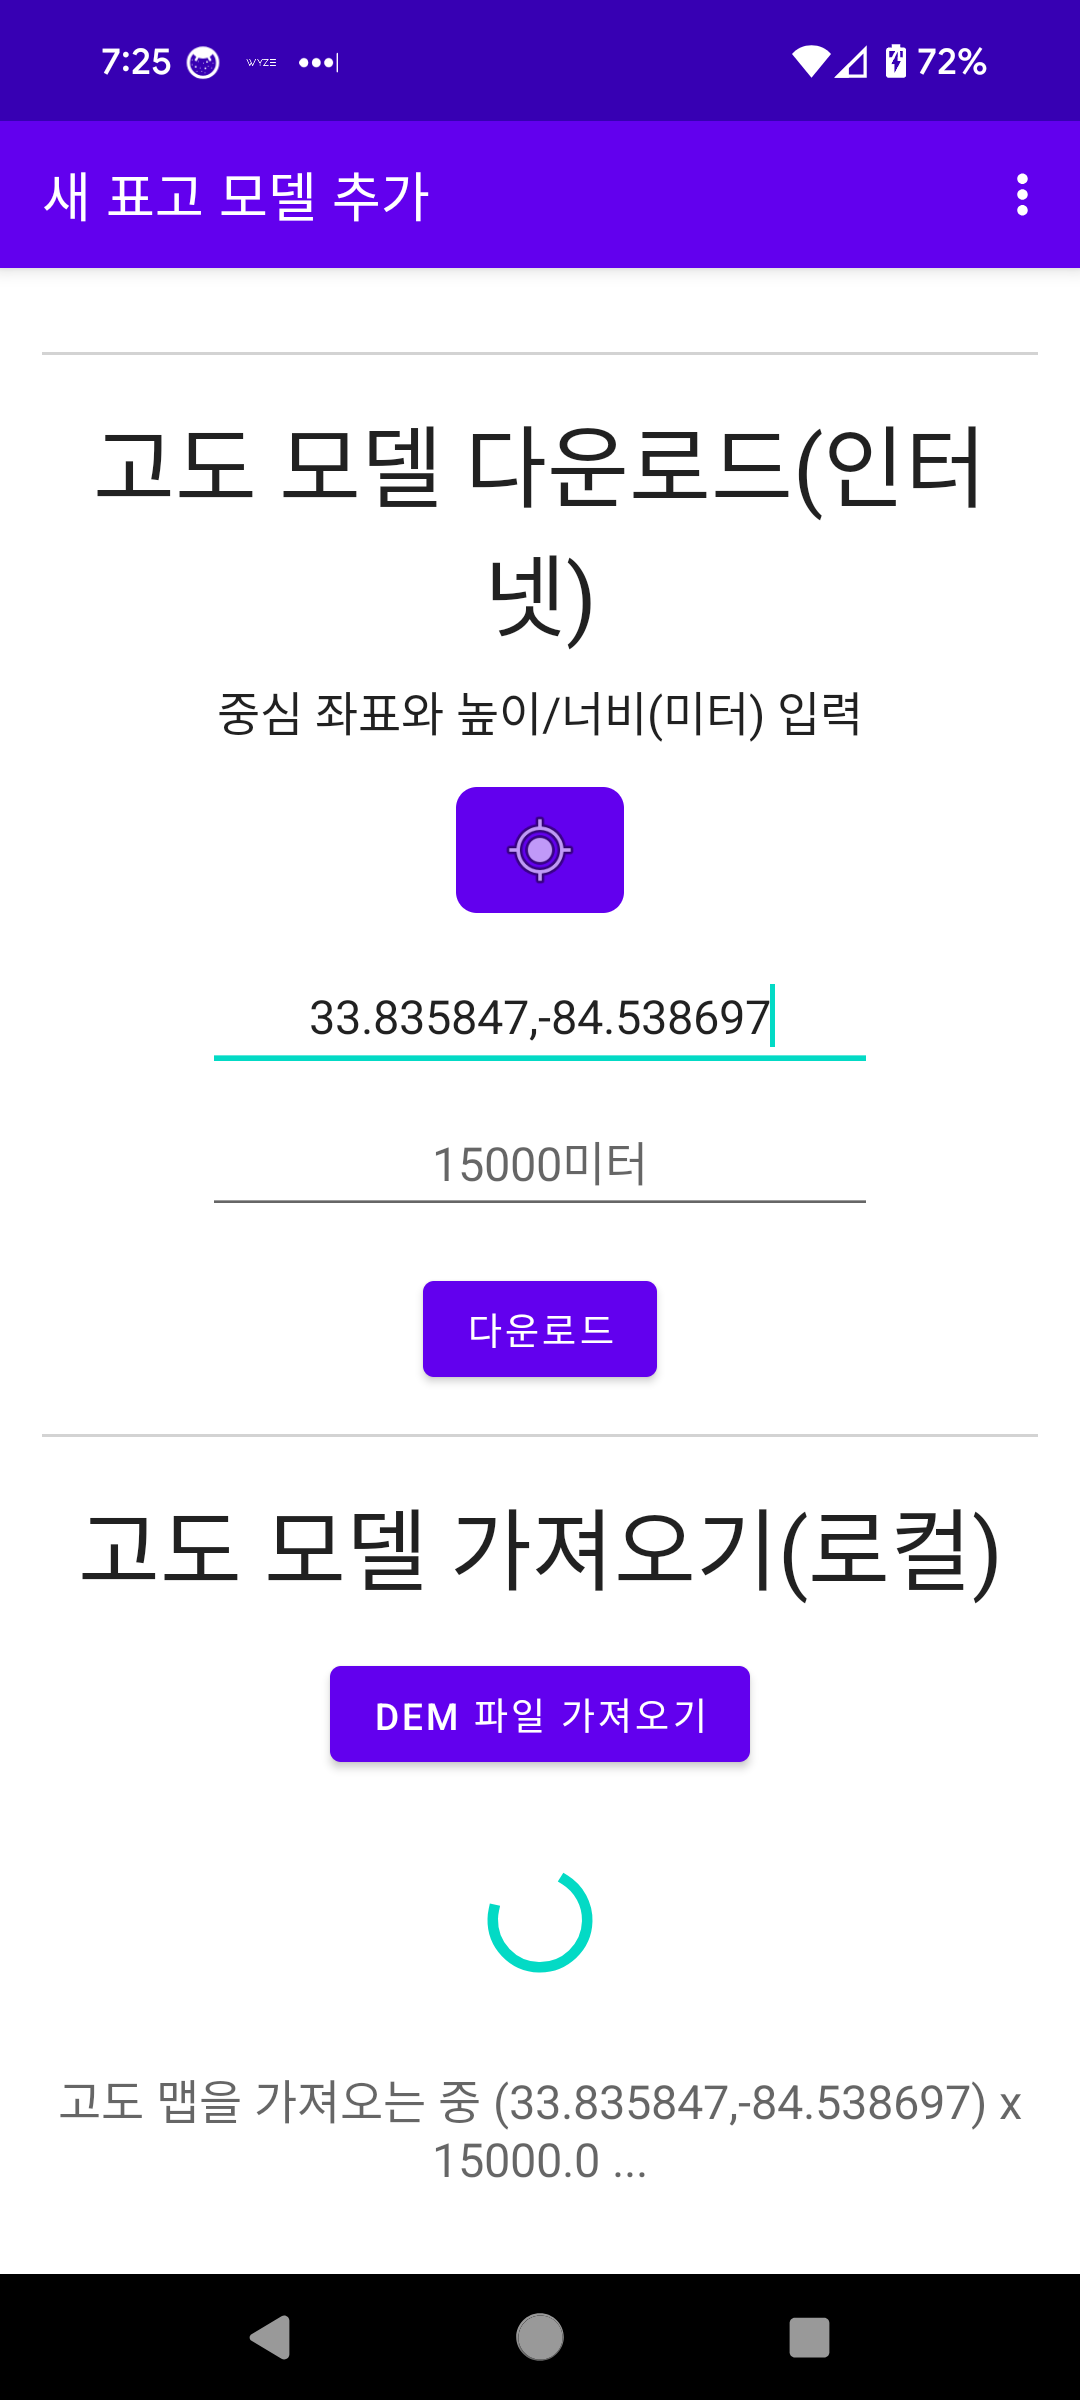 7:25 WYZE 72%
새 표고 모델 추가
고도 모델 다운로드(인터
넷)
중심 좌표와 높이/너비(미터) 입력
33.835847,-84.538697
15000미터
다운로드
고도 모델 가져오기(로컬)
DEM 파일 가져오기
고도 맵을 가져오는 중 (33.835847,-84.538697) x
15000.0 ...